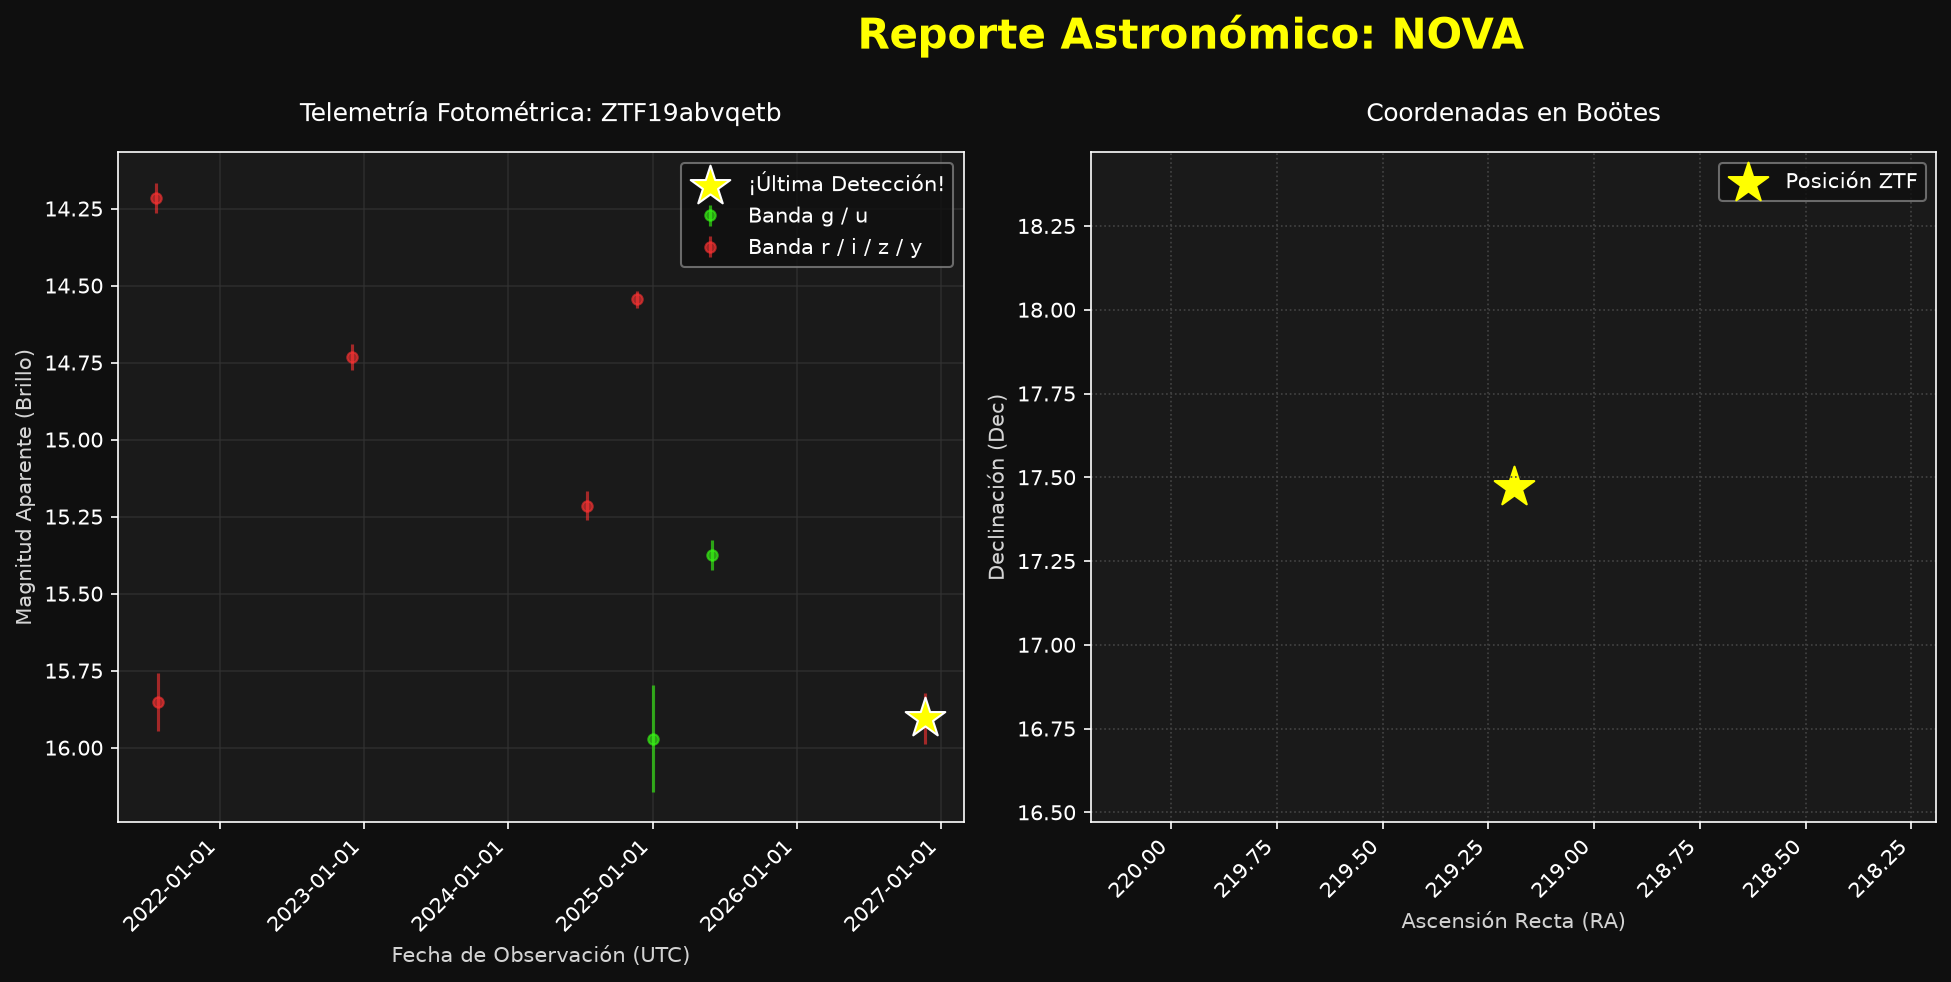 Reporte Astronómico: NOVA
Telemetría Fotométrica: ZTF19abvqetb
Magnitud Aparente (Brillo)
14.25
14.50
14.75
15.00
15.25
15.50
15.75
16.00
¡Última Detección!
Banda g / u
Banda r / i / z / y
2022-01-01
2023-01-01
2024-01-01
2025-01-01
2026-01-01
2027-01-01
Fecha de Observación (UTC)
Coordenadas en Boötes
Declinación (Dec)
18.25
18.00
17.75
17.50
17.25
17.00
16.75
16.50
Posición ZTF
220.00
219.75
219.50
219.25
219.00
218.75
218.50
218.25
Ascensión Recta (RA)